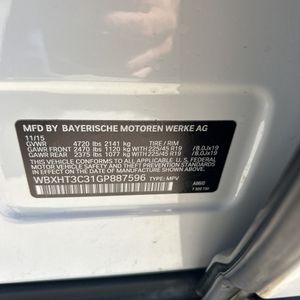 MFD BY BAYERISCHE MOTOREN WERKE AG
11/15 TIRE/RIM
GVWR 4720 lbs 2141 kg
GAWR FRONT 2470 lbs 1120 kg 225/45 R19 /8.0Jx19
GAWR REAR 2375 lbs 1077 kg 225/45 R19 /8.0Jx19
THIS VEHICLE CONFORMS TO ALL APPLICABLE FEDERAL
MOTOR VEHICLE SAFETY AND THEFT PREVENTION STANDARDS
IN EFFECT ON THE DATE OF MANUFACTURE SHOWN ABOVE
WBXHT3C31GP887596 TYPE: MPV